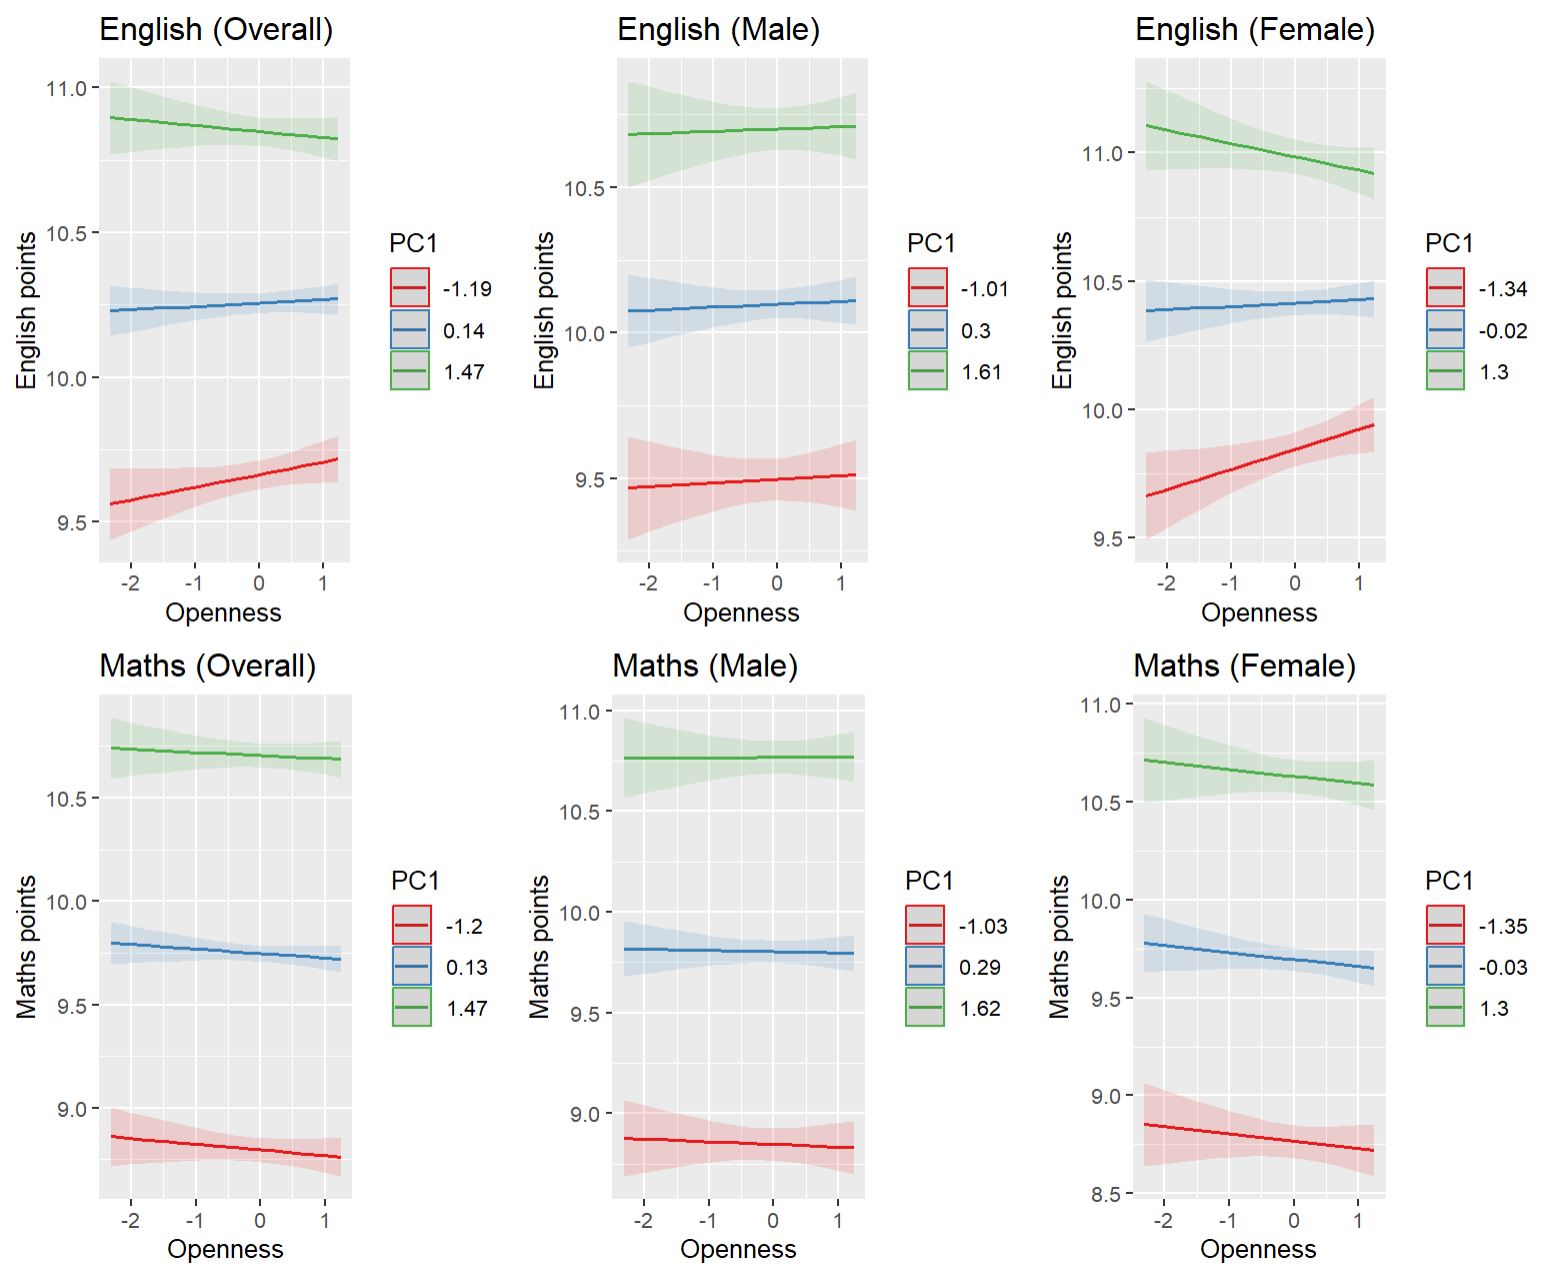 English (Overall)
English points
11.0
10.5
10.0
9.5
-2 -1 0 1
Openness
PC1
-1.19
0.14
1.47
English (Male)
English points
10.5
10.0
9.5
-2 -1 0 1
Openness
PC1
-1.01
0.3
1.61
English (Female)
English points
11.0
10.5
10.0
9.5
-2 -1 0 1
Openness
PC1
-1.34
-0.02
1.3
Maths (Overall)
Maths points
10.5
10.0
9.5
9.0
-2 -1 0 1
Openness
PC1
-1.2
0.13
1.47
Maths (Male)
Maths points
11.0
10.5
10.0
9.5
9.0
-2 -1 0 1
Openness
PC1
-1.03
0.29
1.62
Maths (Female)
Maths points
11.0
10.5
10.0
9.5
9.0
8.5
-2 -1 0 1
Openness
PC1
-1.35
-0.03
1.3